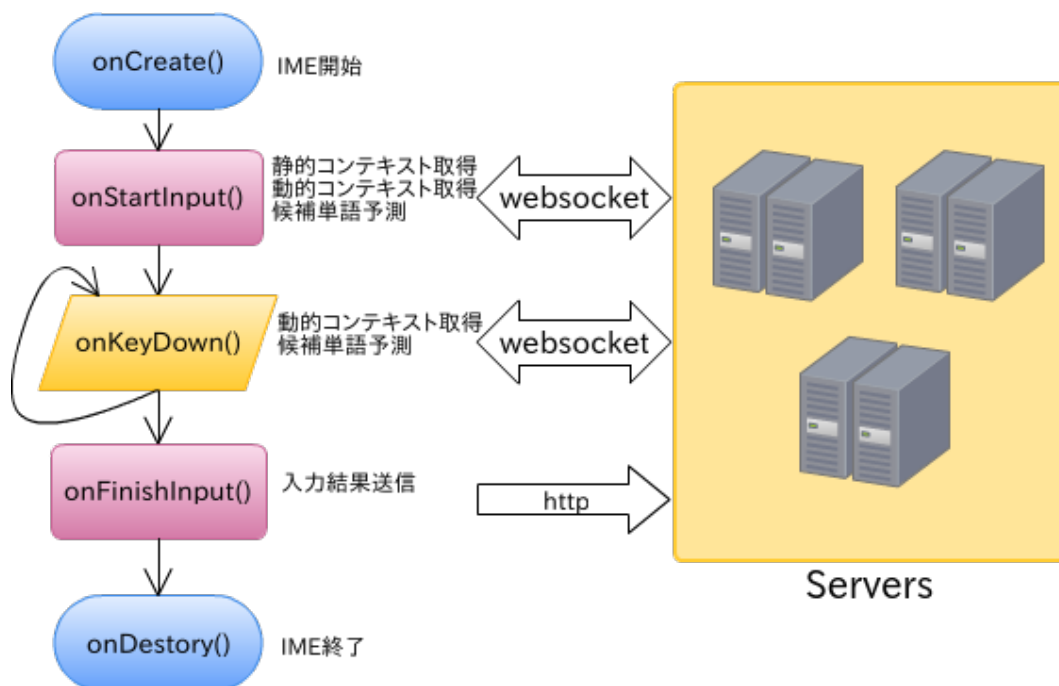 onCreate()
IME開始
onStartInput()
静的コンテキスト取得
動的コンテキスト取得
候補単語予測
websocket
onKeyDown()
動的コンテキスト取得
候補単語予測
websocket
onFinishInput()
入力結果送信
http
Servers
onDestory()
IME終了